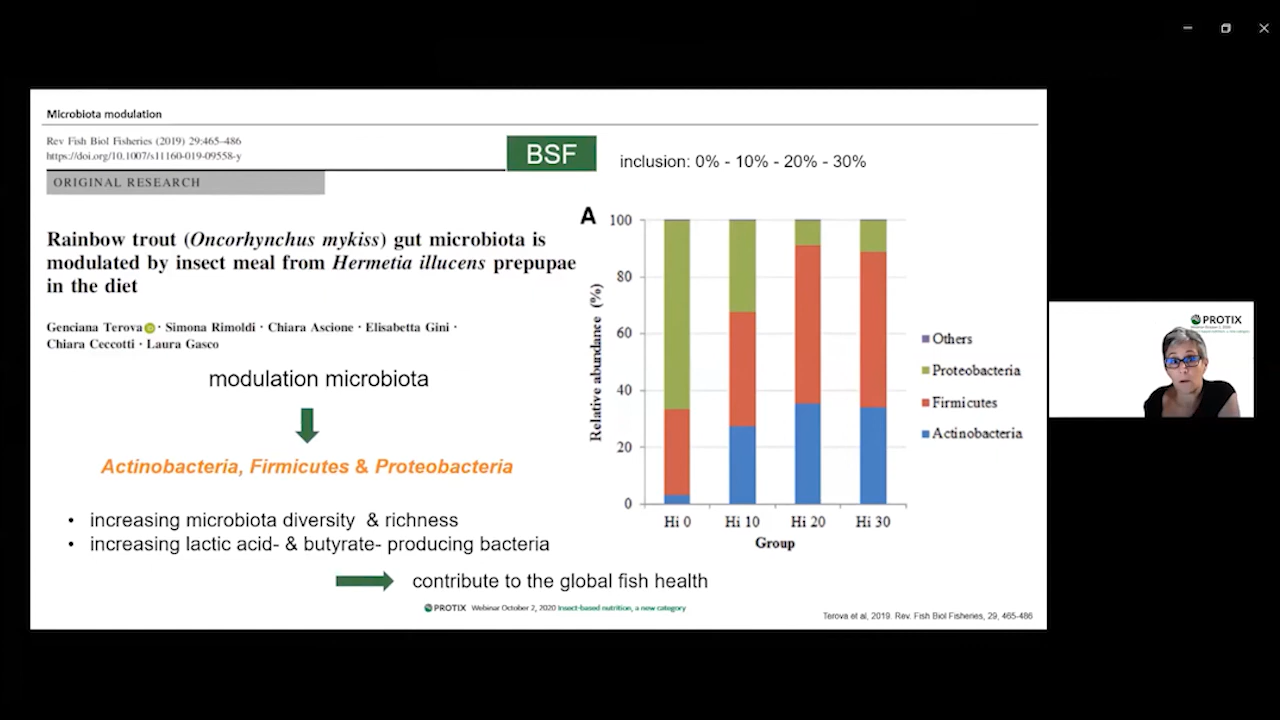 Microbiota modulation
Rev Fish Biol Fisheries (2019) 29:465-486
https://doi.org/10.1007/s11160-019-09558-y
BSF
inclusion: 0% - 10% - 20% - 30%
ORIGINAL RESEARCH
Rainbow trout (Oncorhynchus mykiss) gut microbiota is
modulated by insect meal from Hermetia illucens prepupae
in the diet
Genciana Terova · Simona Rimoldi · Chiara Ascione · Elisabetta Gini ·
Chiara Ceccotti · Laura Gasco
modulation microbiota
Actinobacteria, Firmicutes & Proteobacteria
• increasing microbiota diversity & richness
• increasing lactic acid- & butyrate- producing bacteria
contribute to the global fish health
A
Relative abundance (%)
100
80
60
40
20
0
Hi 0 Hi 10 Hi 20 Hi 30
Group
Others
Proteobacteria
Firmicutes
Actinobacteria
PROTIX Webinar October 2, 2020 Insect-based nutrition, a new category
Terova et al, 2019. Rev. Fish Biol Fisheries, 29, 465-486
PROTIX